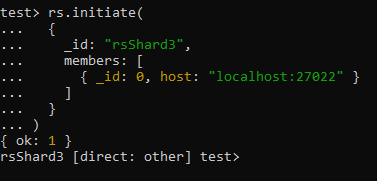 test> rs.initiate(
...   {
...     _id: "rsShard3",
...     members: [
...       { _id: 0, host: "localhost:27022" }
...     ]
...   }
... )
{ ok: 1 }
rsShard3 [direct: other] test>